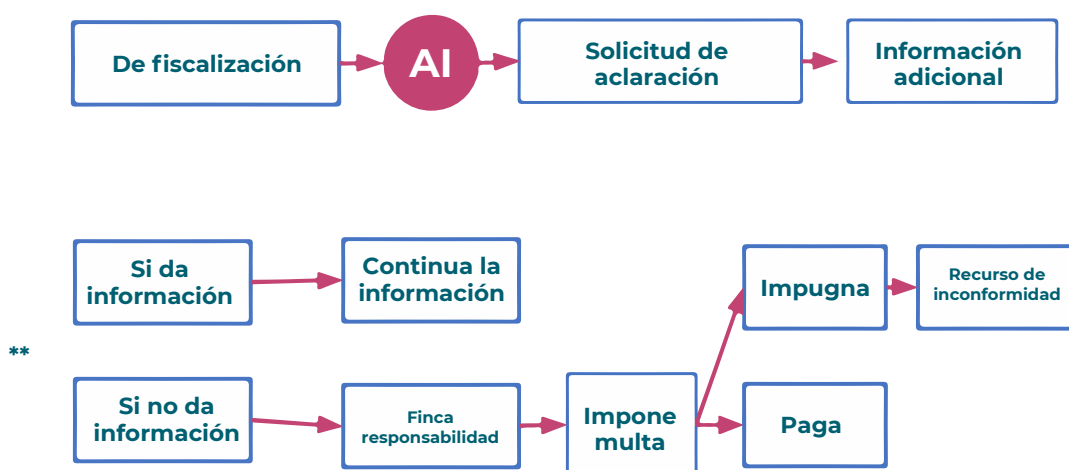 De fiscalización
AI
Solicitud de
aclaración
Información
adicional
Si da
información
Continua la
información
Impugna
Recurso de
inconformidad
**
Si no da
información
Finca
responsabilidad
Impone
multa
Paga